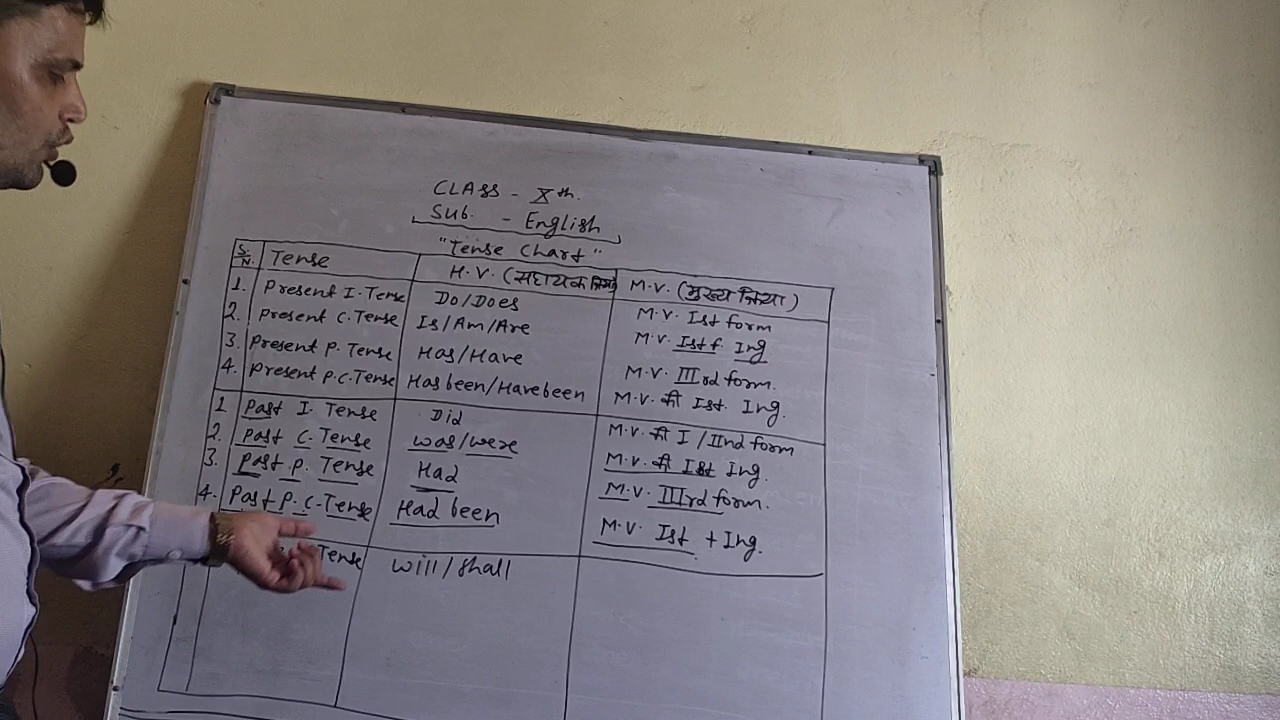 CLASS - Xth.
Sub. - English
"Tense Chart"
S.N. Tense H.V. (सहायक क्रिया) M.V. (मुख्य क्रिया)
1. Present I. Tense Do/Does M.V. Ist form
2. Present C. Tense Is/Am/Are M.V. Ist f. Ing
3. Present P. Tense Has/Have M.V. IIIrd form.
4. Present P.C. Tense Has been/Have been M.V. की Ist. Ing.
1 Past I. Tense Did M.V. की I/IInd form
2. Past C. Tense was/were M.V. की Ist Ing.
3. Past P. Tense Had M.V. IIIrd form.
4. Past P.C. Tense Had been M.V. Ist + Ing.
Tense will/shall